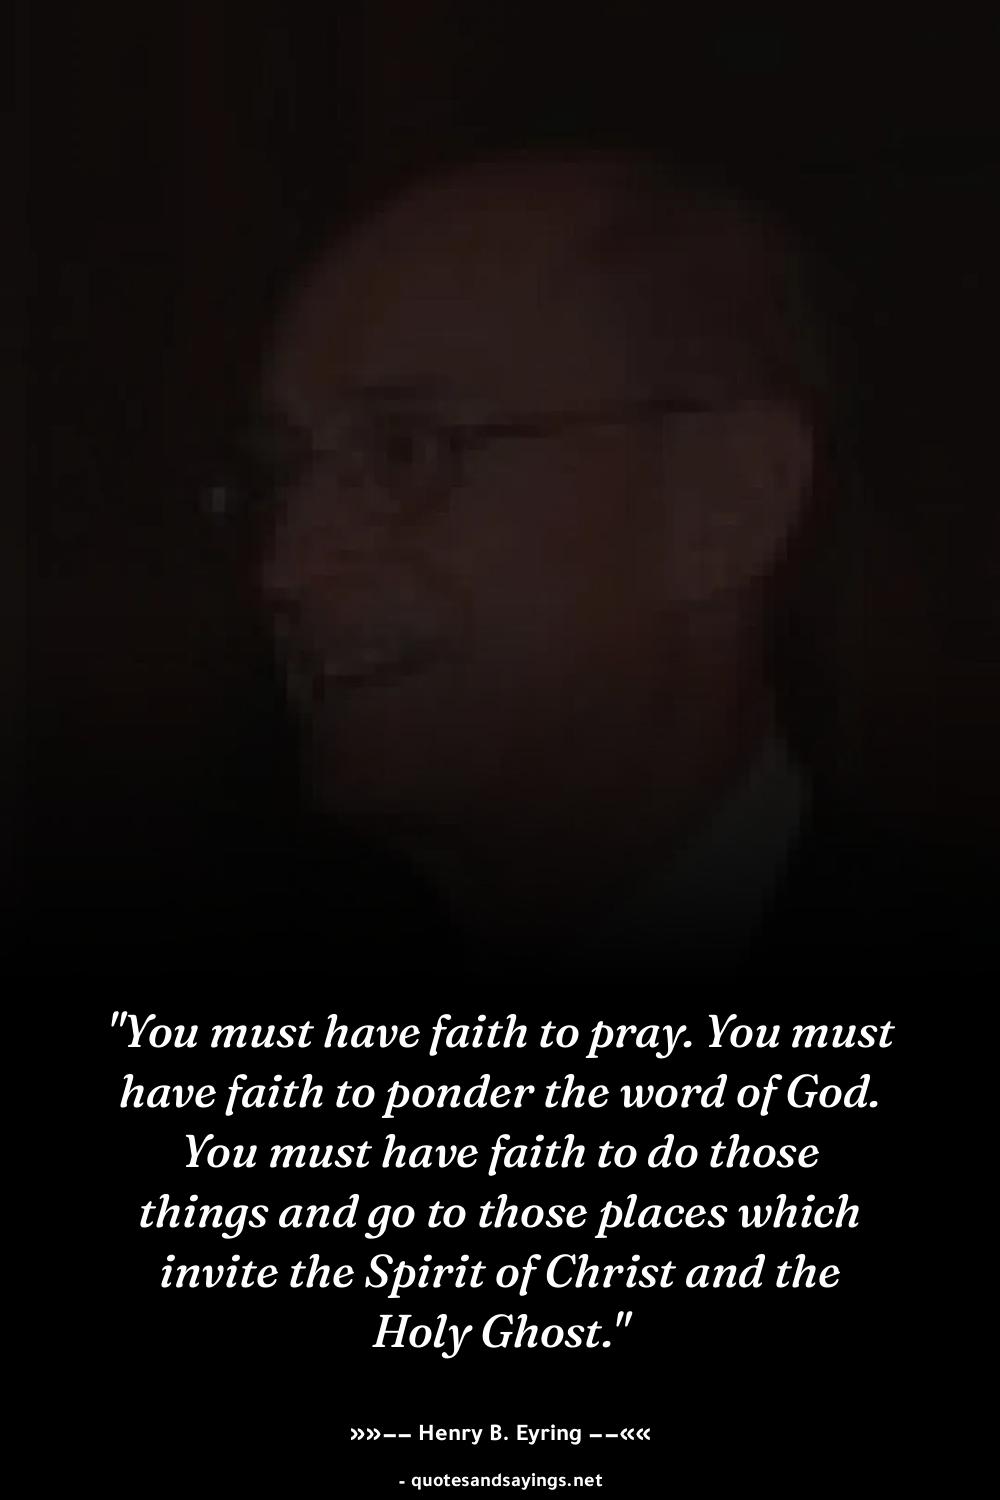 "You must have faith to pray. You must
have faith to ponder the word of God.
You must have faith to do those
things and go to those places which
invite the Spirit of Christ and the
Holy Ghost."
»»−− Henry B. Eyring −−««
- quotesandsayings.net